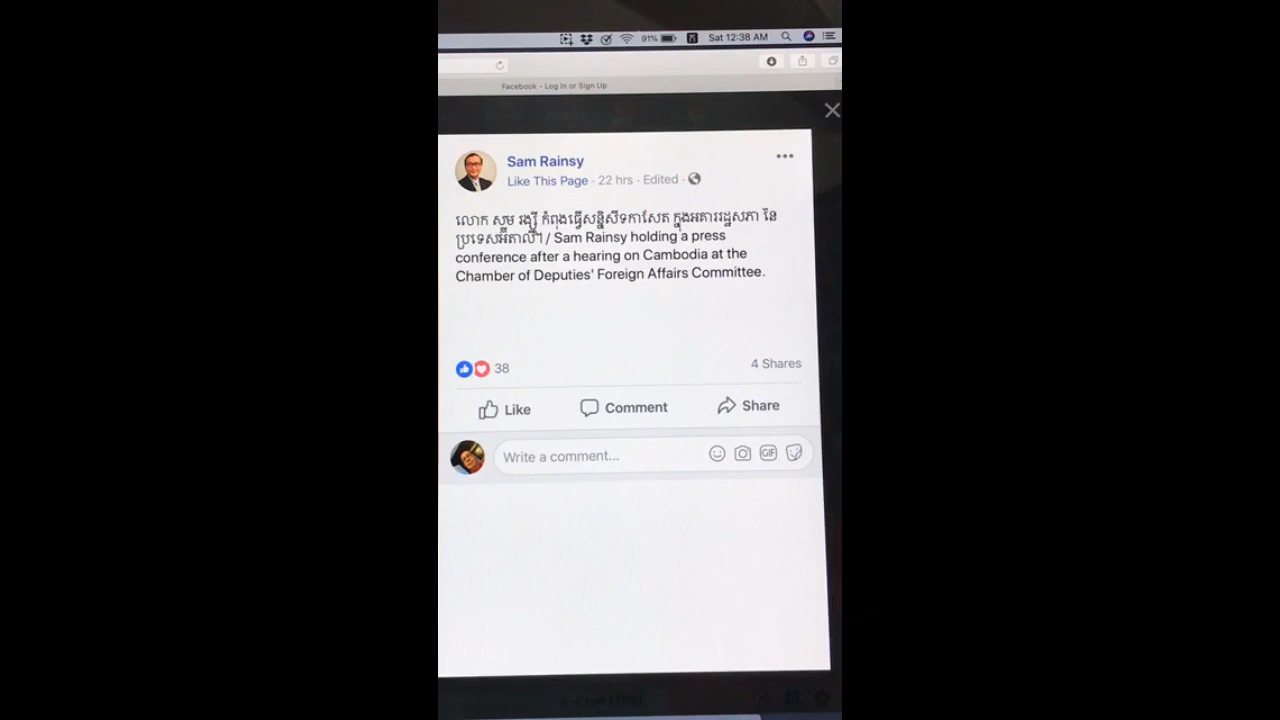 91% Sat 12:38 AM
Facebook - Log In or Sign Up
Sam Rainsy
Like This Page · 22 hrs · Edited ·
លោក សម រង្ស៊ី កំពុងធ្វើសន្និសីទកាសែត ក្នុងអគាររដ្ឋសភា នៃ
ប្រទេសអ៊ីតាលី។ / Sam Rainsy holding a press
conference after a hearing on Cambodia at the
Chamber of Deputies' Foreign Affairs Committee.
38
4 Shares
Like Comment Share
Write a comment...
GIF